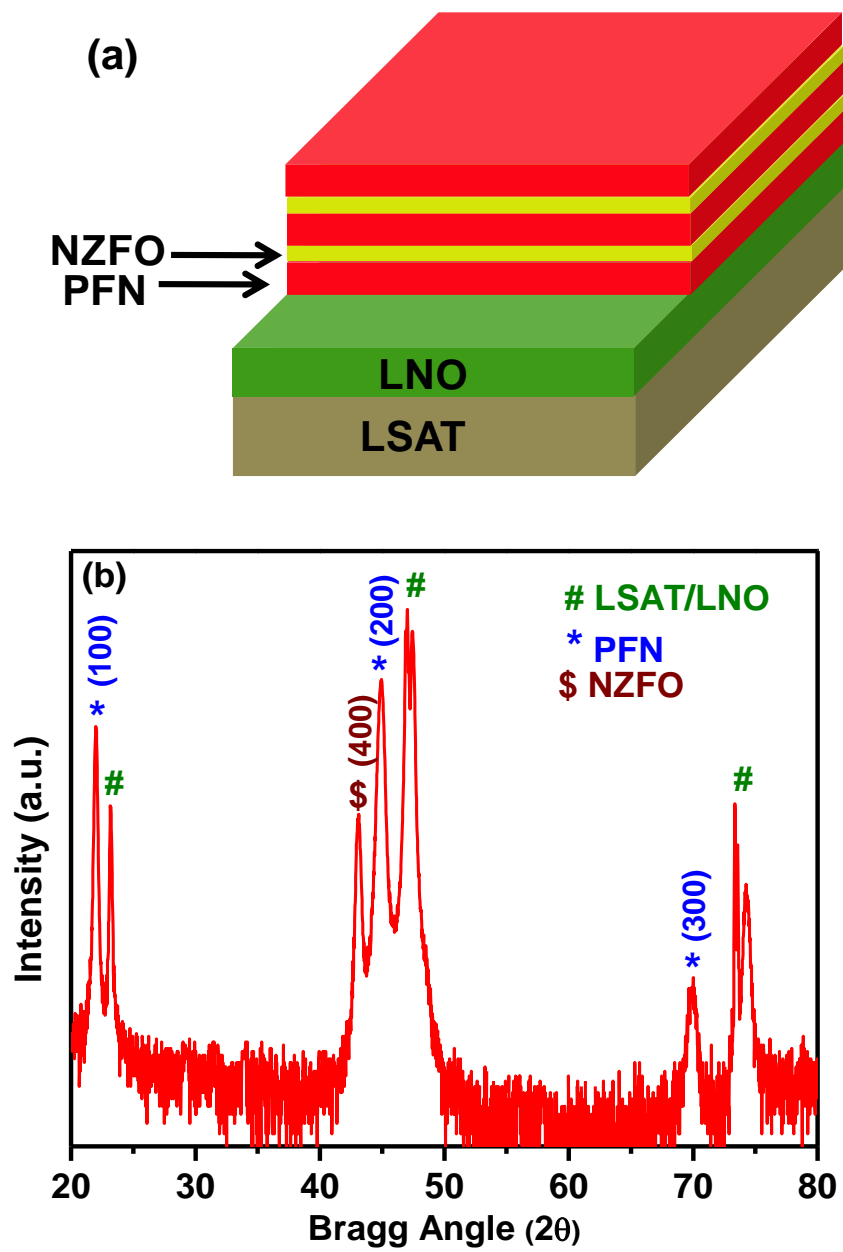 (a)
NZFO
PFN
LNO
LSAT
(b)
* (100)
#
$ (400)
* (200)
#
* (300)
#
# LSAT/LNO
* PFN
$ NZFO
Intensity (a.u.)
20 30 40 50 60 70 80
Bragg Angle (2θ)